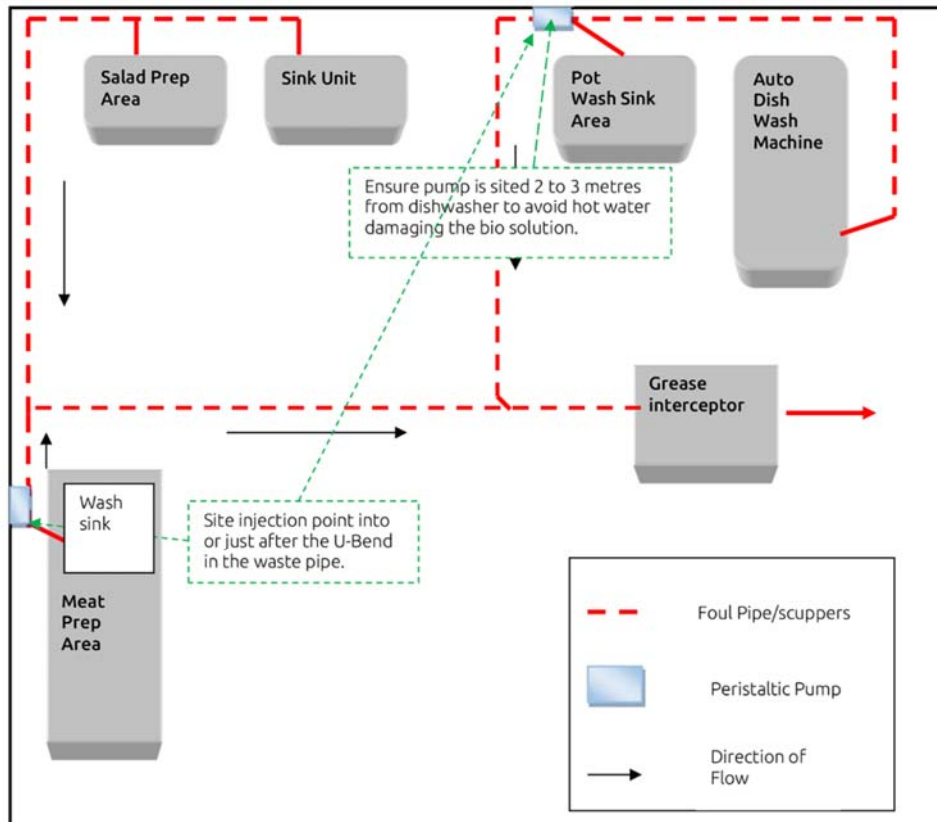 Salad Prep
Area
Sink Unit
Pot
Wash Sink
Area
Auto
Dish
Wash
Machine
Ensure pump is sited 2 to 3 metres
from dishwasher to avoid hot water
damaging the bio solution.
Grease
interceptor
Wash
sink
Site injection point into
or just after the U-Bend
in the waste pipe.
Meat
Prep
Area
Foul Pipe/scuppers
Peristaltic Pump
Direction of
Flow